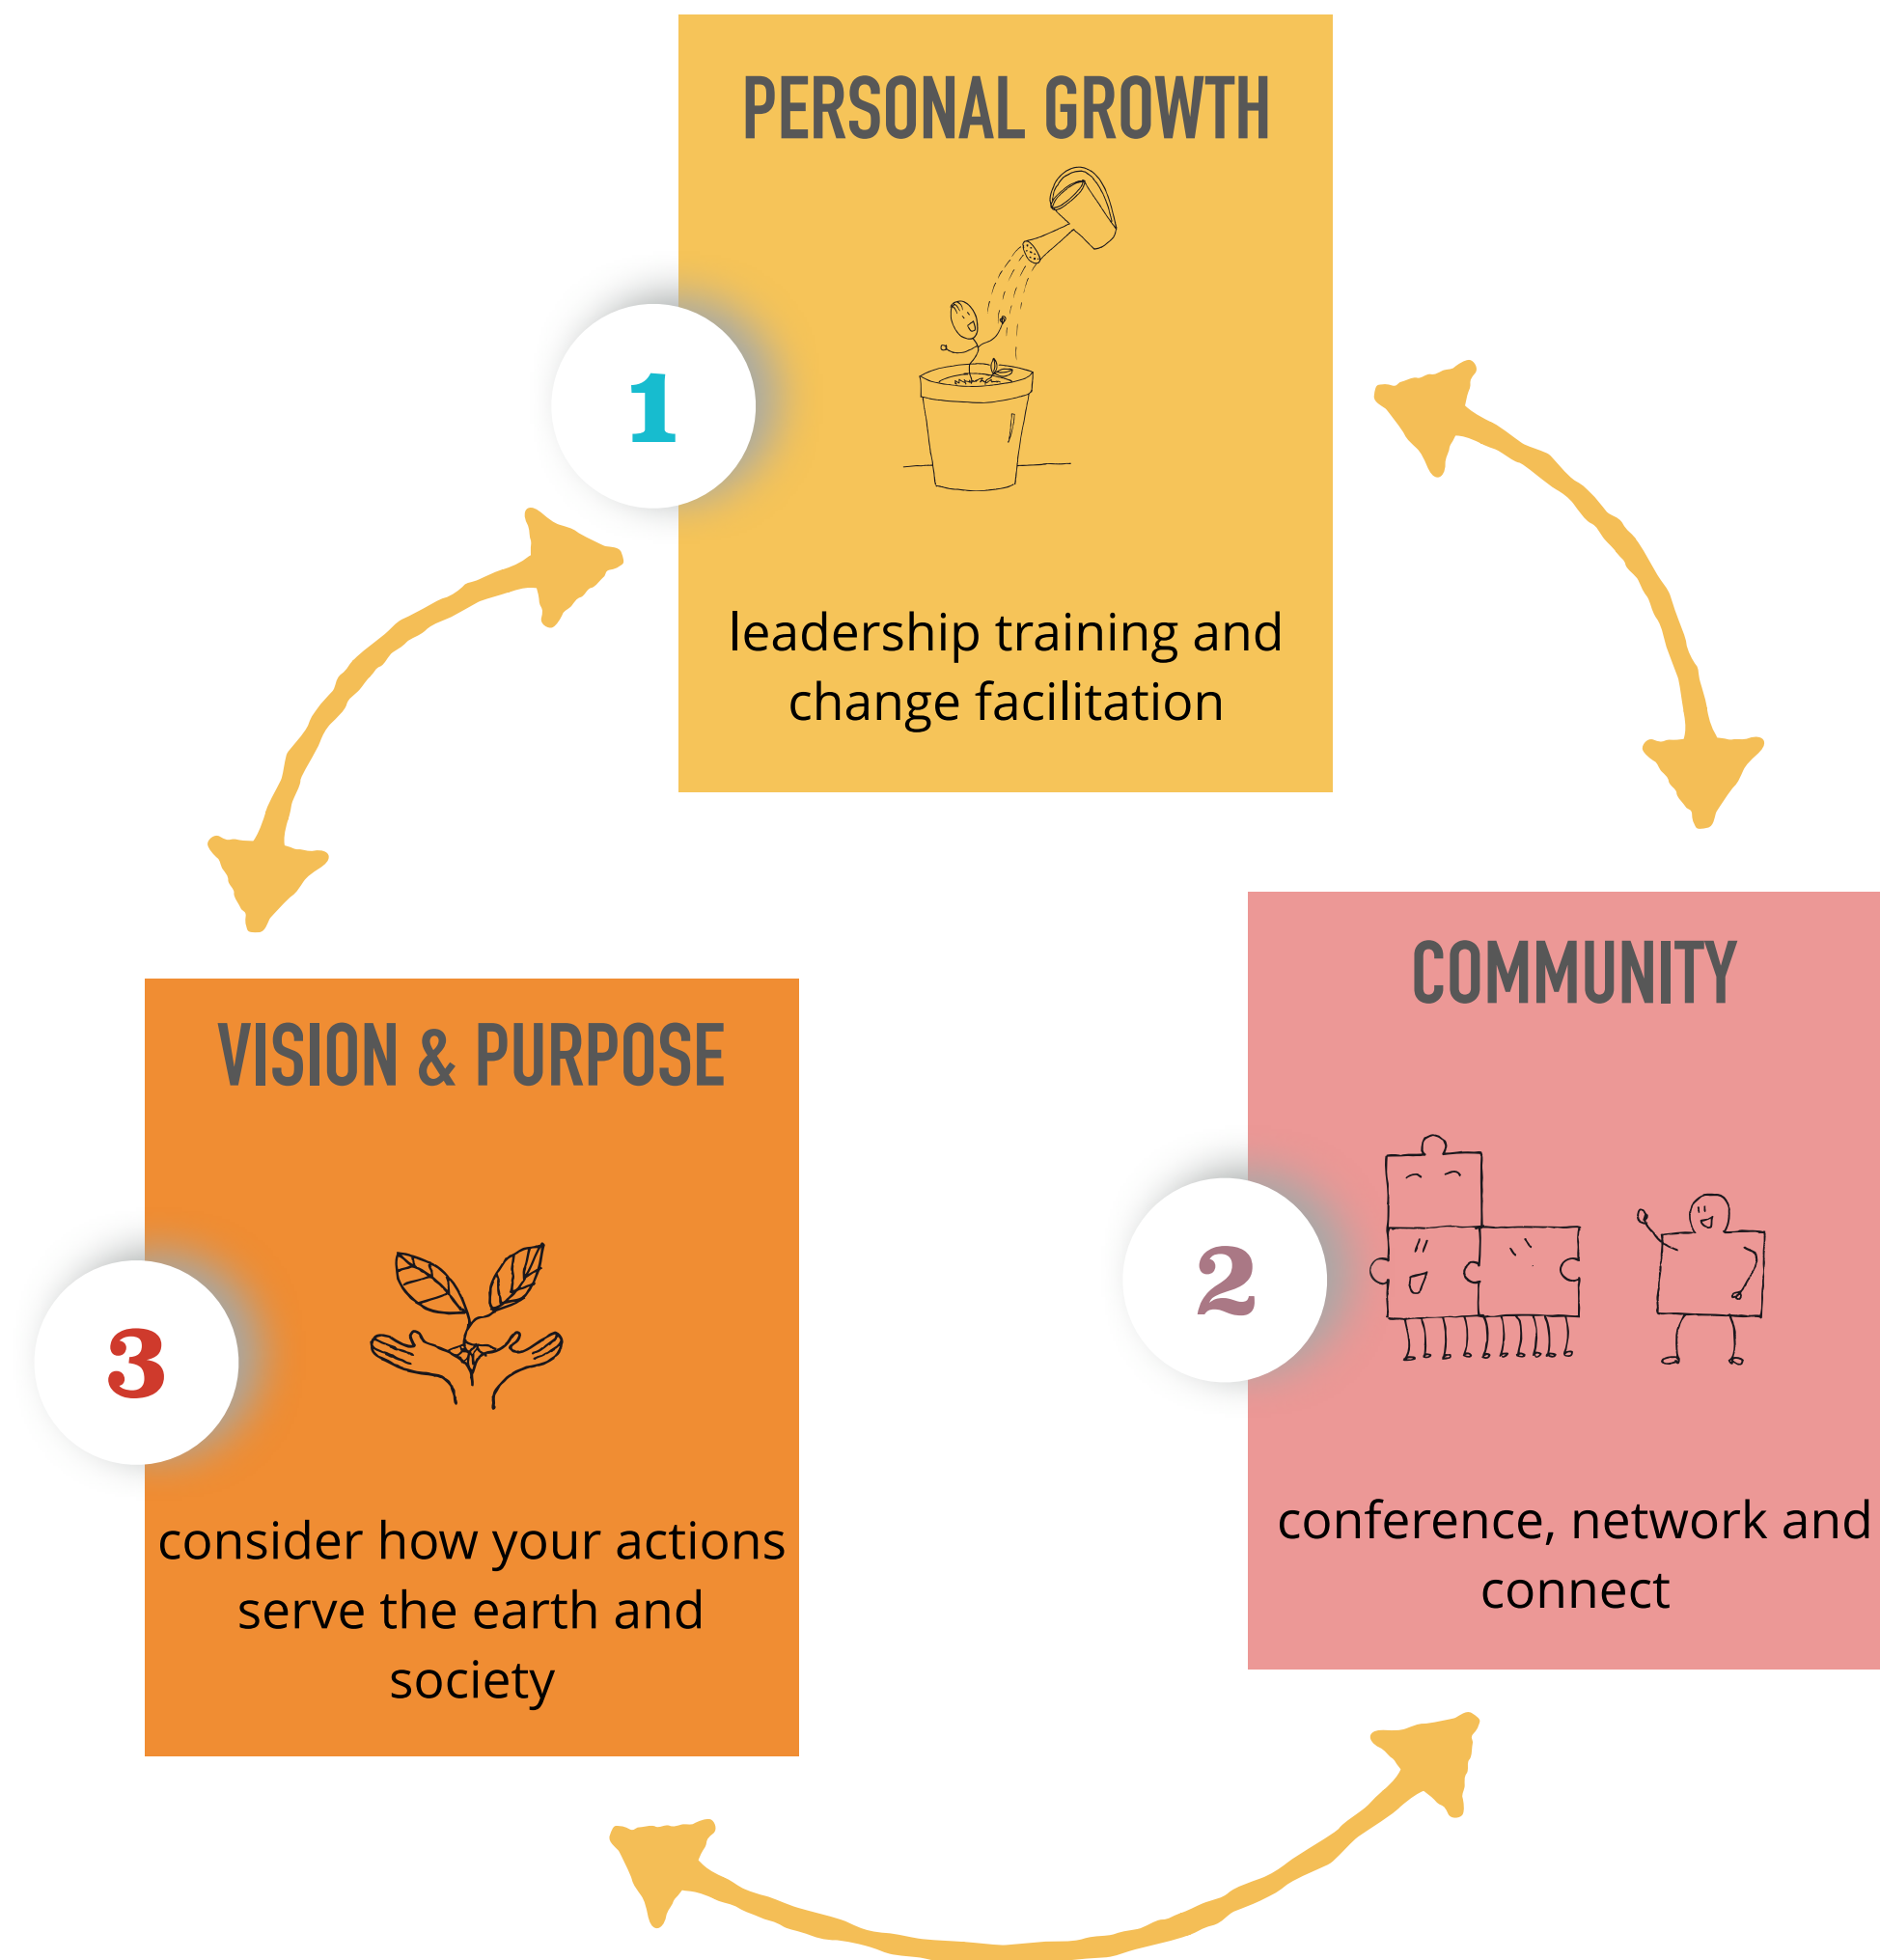 PERSONAL GROWTH
1
leadership training and
change facilitation
COMMUNITY
2
conference, network and
connect
VISION & PURPOSE
3
consider how your actions
serve the earth and
society